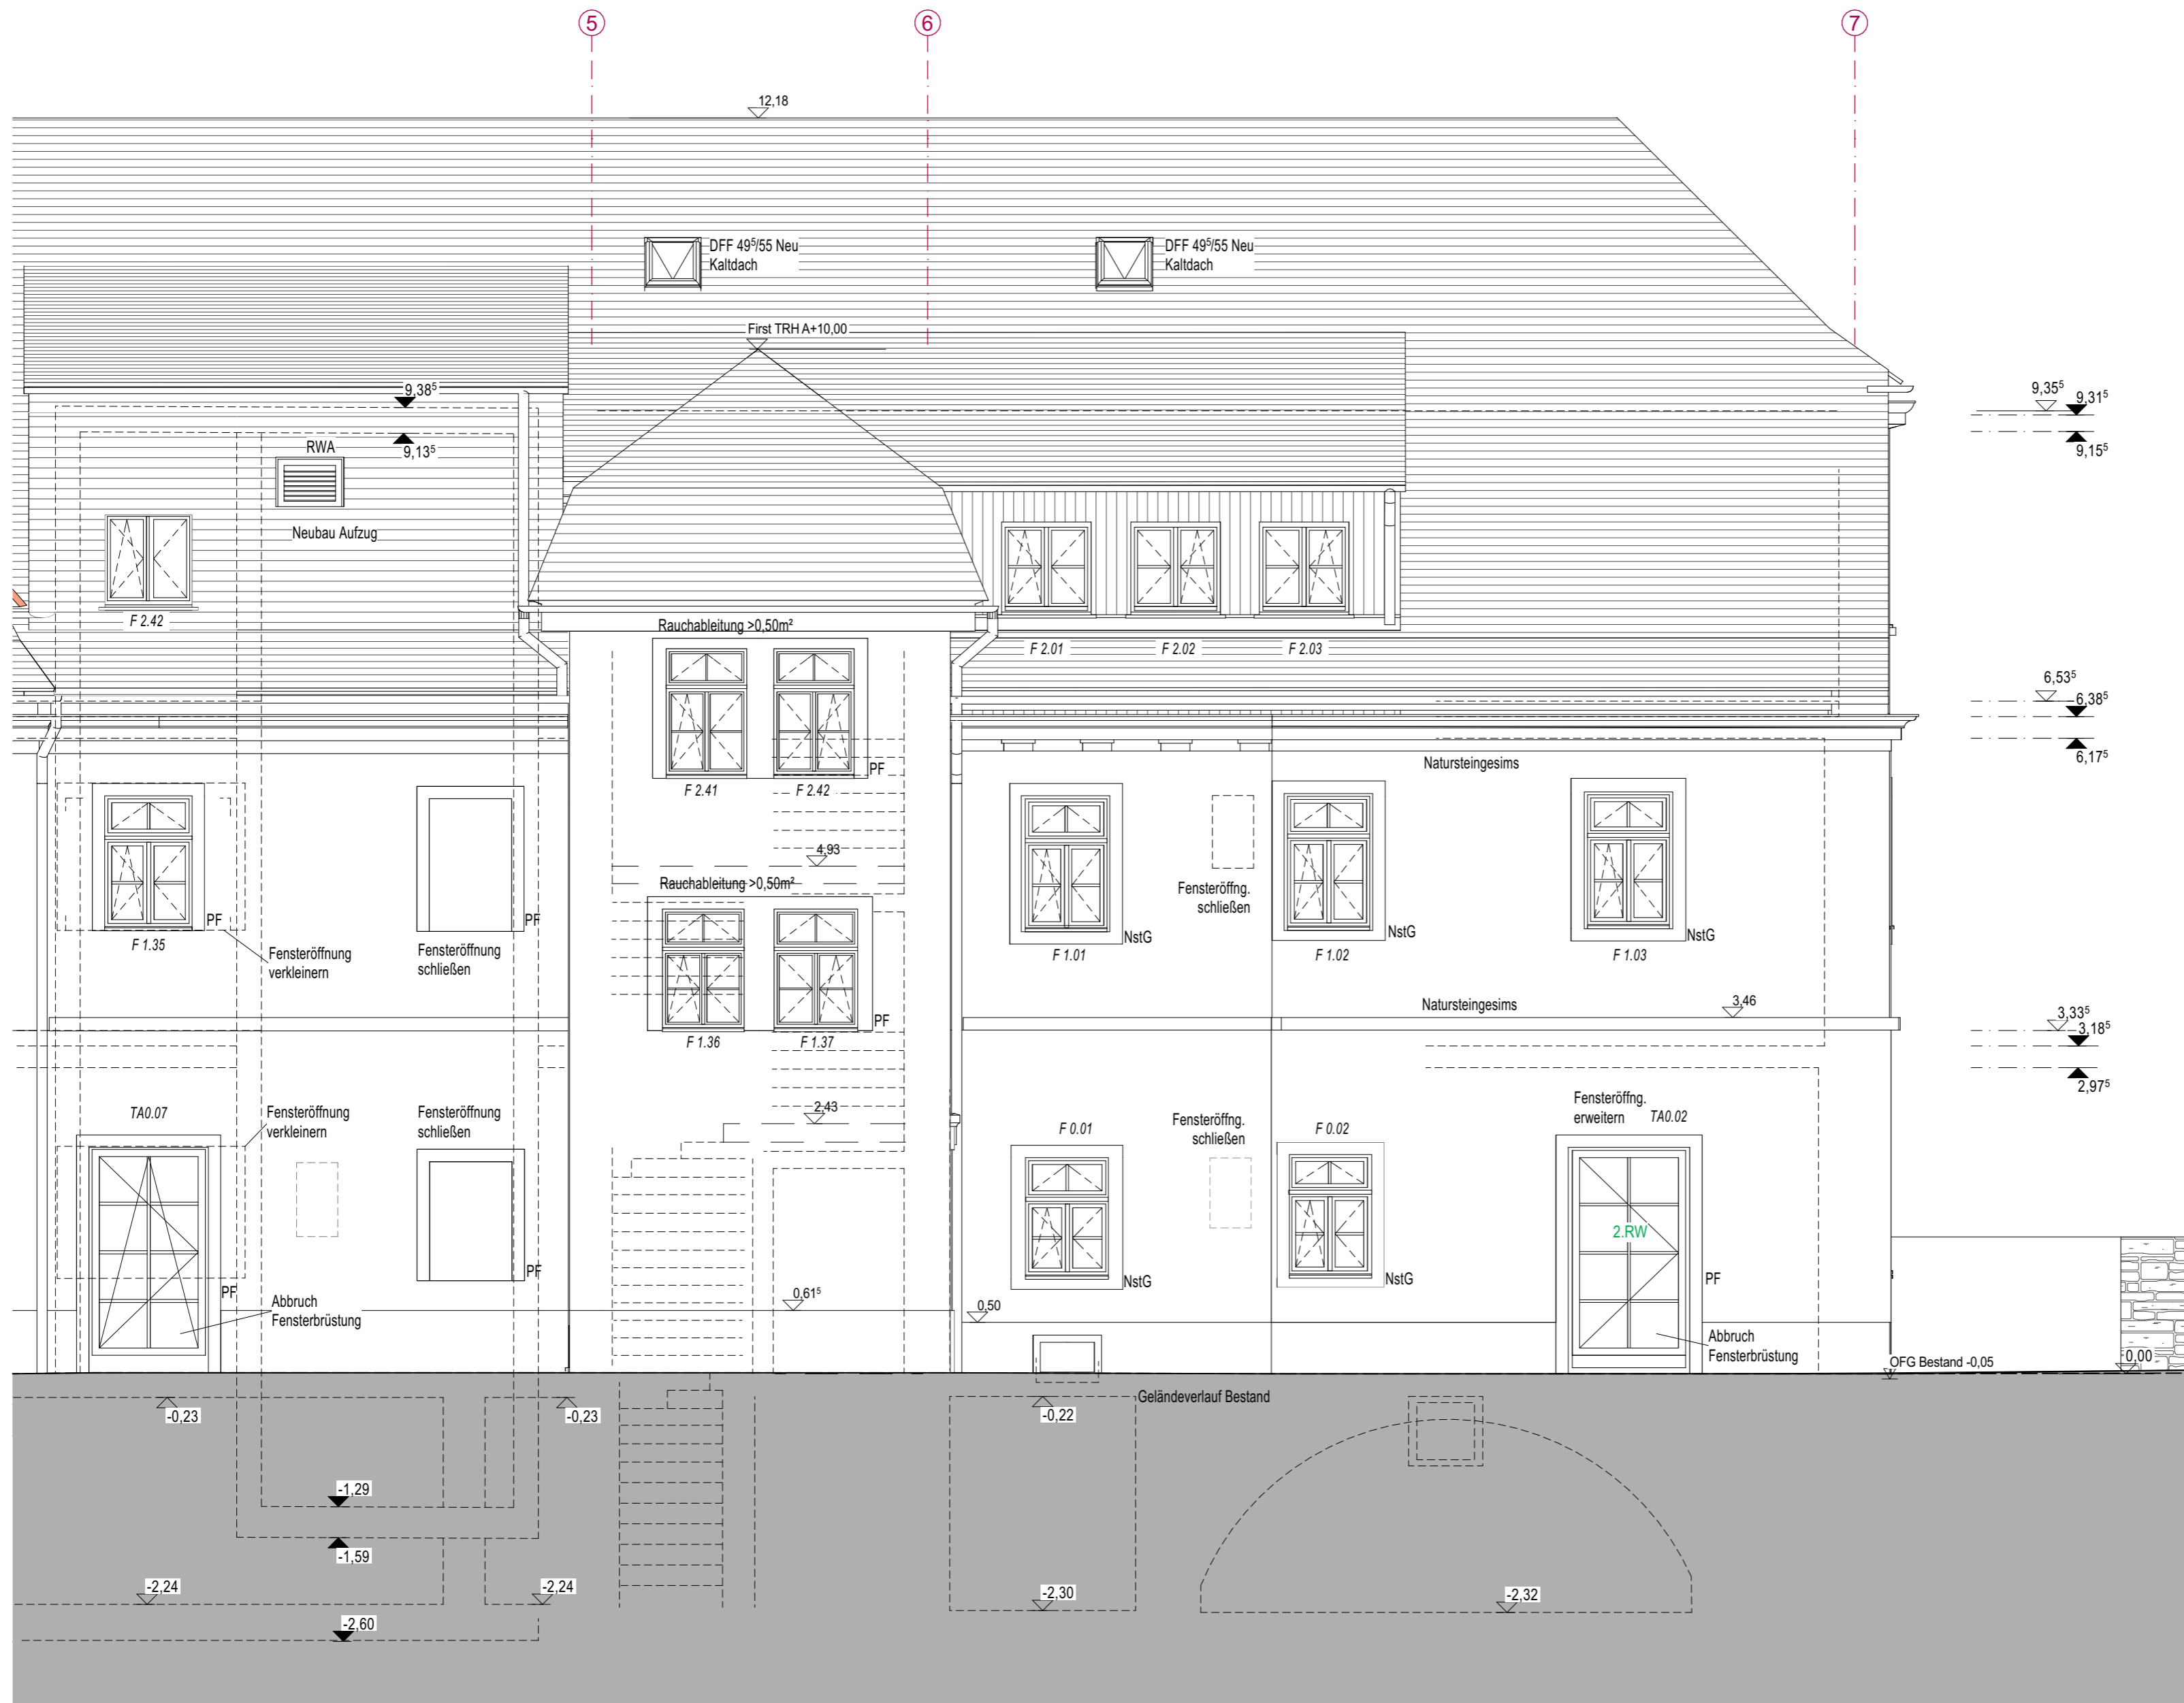 5
6
7
12,18
DFF 49⁵/55 Neu
Kaltdach
DFF 49⁵/55 Neu
Kaltdach
First TRH A+10,00
9,38⁵
9,13⁵
RWA
Neubau Aufzug
F 2.42
9,35⁵
9,31⁵
9,15⁵
Rauchableitung >0,50m²
F 2.01
F 2.02
F 2.03
6,53⁵
6,38⁵
6,17⁵
PF
F 2.41
F 2.42
Natursteingesims
4,93
Rauchableitung >0,50m²
PF
F 1.35
Fensteröffnung
verkleinern
PF
Fensteröffnung
schließen
Fensteröffng.
schließen
NstG
F 1.01
NstG
F 1.02
NstG
F 1.03
PF
F 1.36
F 1.37
Natursteingesims
3,46
3,33⁵
3,18⁵
2,97⁵
TA0.07
Fensteröffnung
verkleinern
Fensteröffnung
schließen
2,43
F 0.01
Fensteröffng.
schließen
F 0.02
Fensteröffng.
erweitern
TA0.02
2.RW
PF
PF
NstG
NstG
PF
Abbruch
Fensterbrüstung
0,61⁵
0,50
Abbruch
Fensterbrüstung
OFG Bestand -0,05
0,00
Geländeverlauf Bestand
-0,23
-0,23
-0,22
-1,29
-1,59
-2,24
-2,24
-2,30
-2,32
-2,60